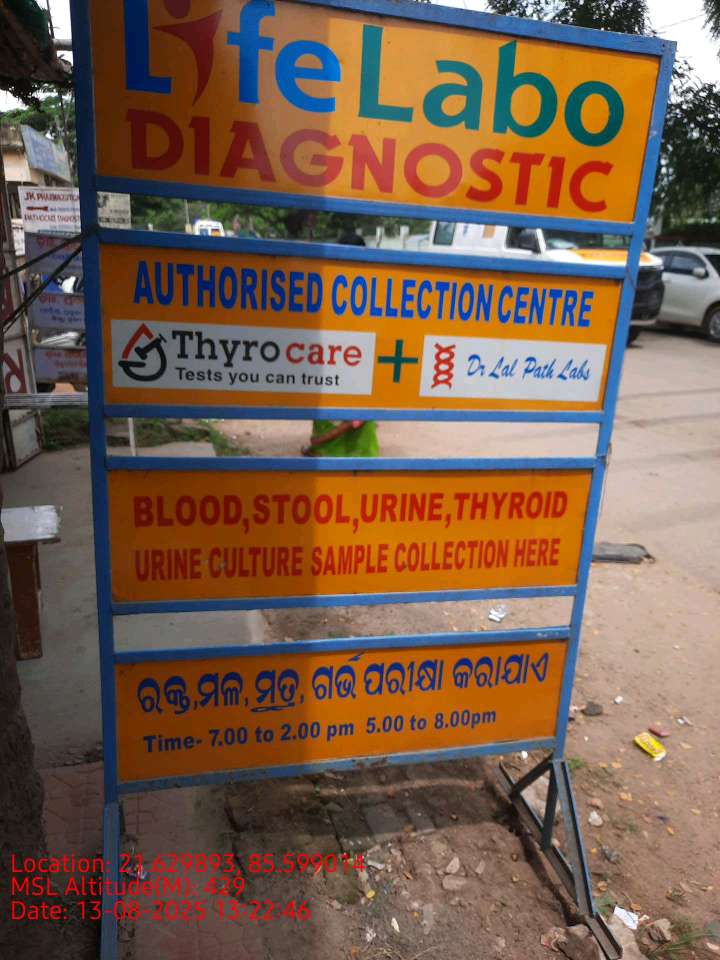 LifeLabo
DIAGNOSTIC
AUTHORISED COLLECTION CENTRE
Thyrocare
Tests you can trust
+
Dr Lal Path Labs
BLOOD,STOOL,URINE,THYROID
URINE CULTURE SAMPLE COLLECTION HERE
ରକ୍ତ,ମଳ, ମୂତ୍ର, ଗର୍ଭ ପରୀକ୍ଷା କରାଯାଏ
Time- 7.00 to 2.00 pm 5.00 to 8.00pm
Location: 21.629893, 85.599014
MSL Altitude(M): 429
Date: 13-08-2025 13:22:46